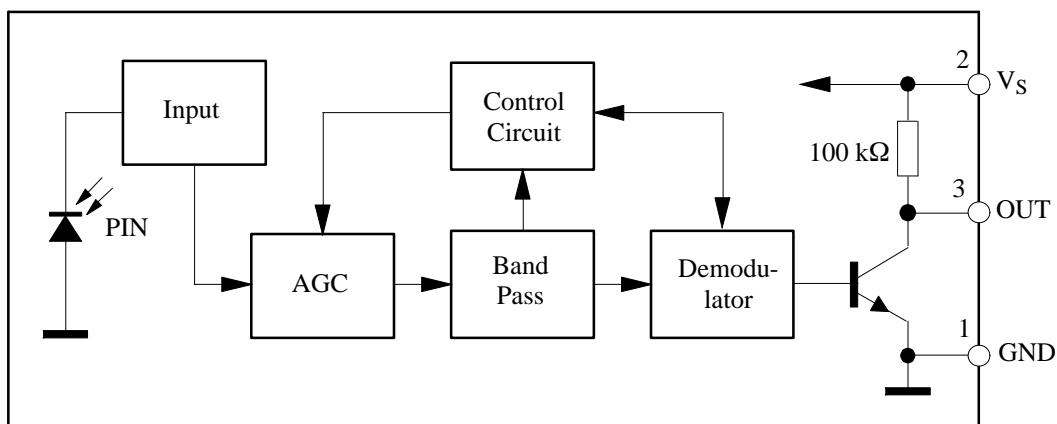 2
V_S
Input
Control
Circuit
100 kΩ
3
OUT
PIN
AGC
Band
Pass
Demodu-
lator
1
GND